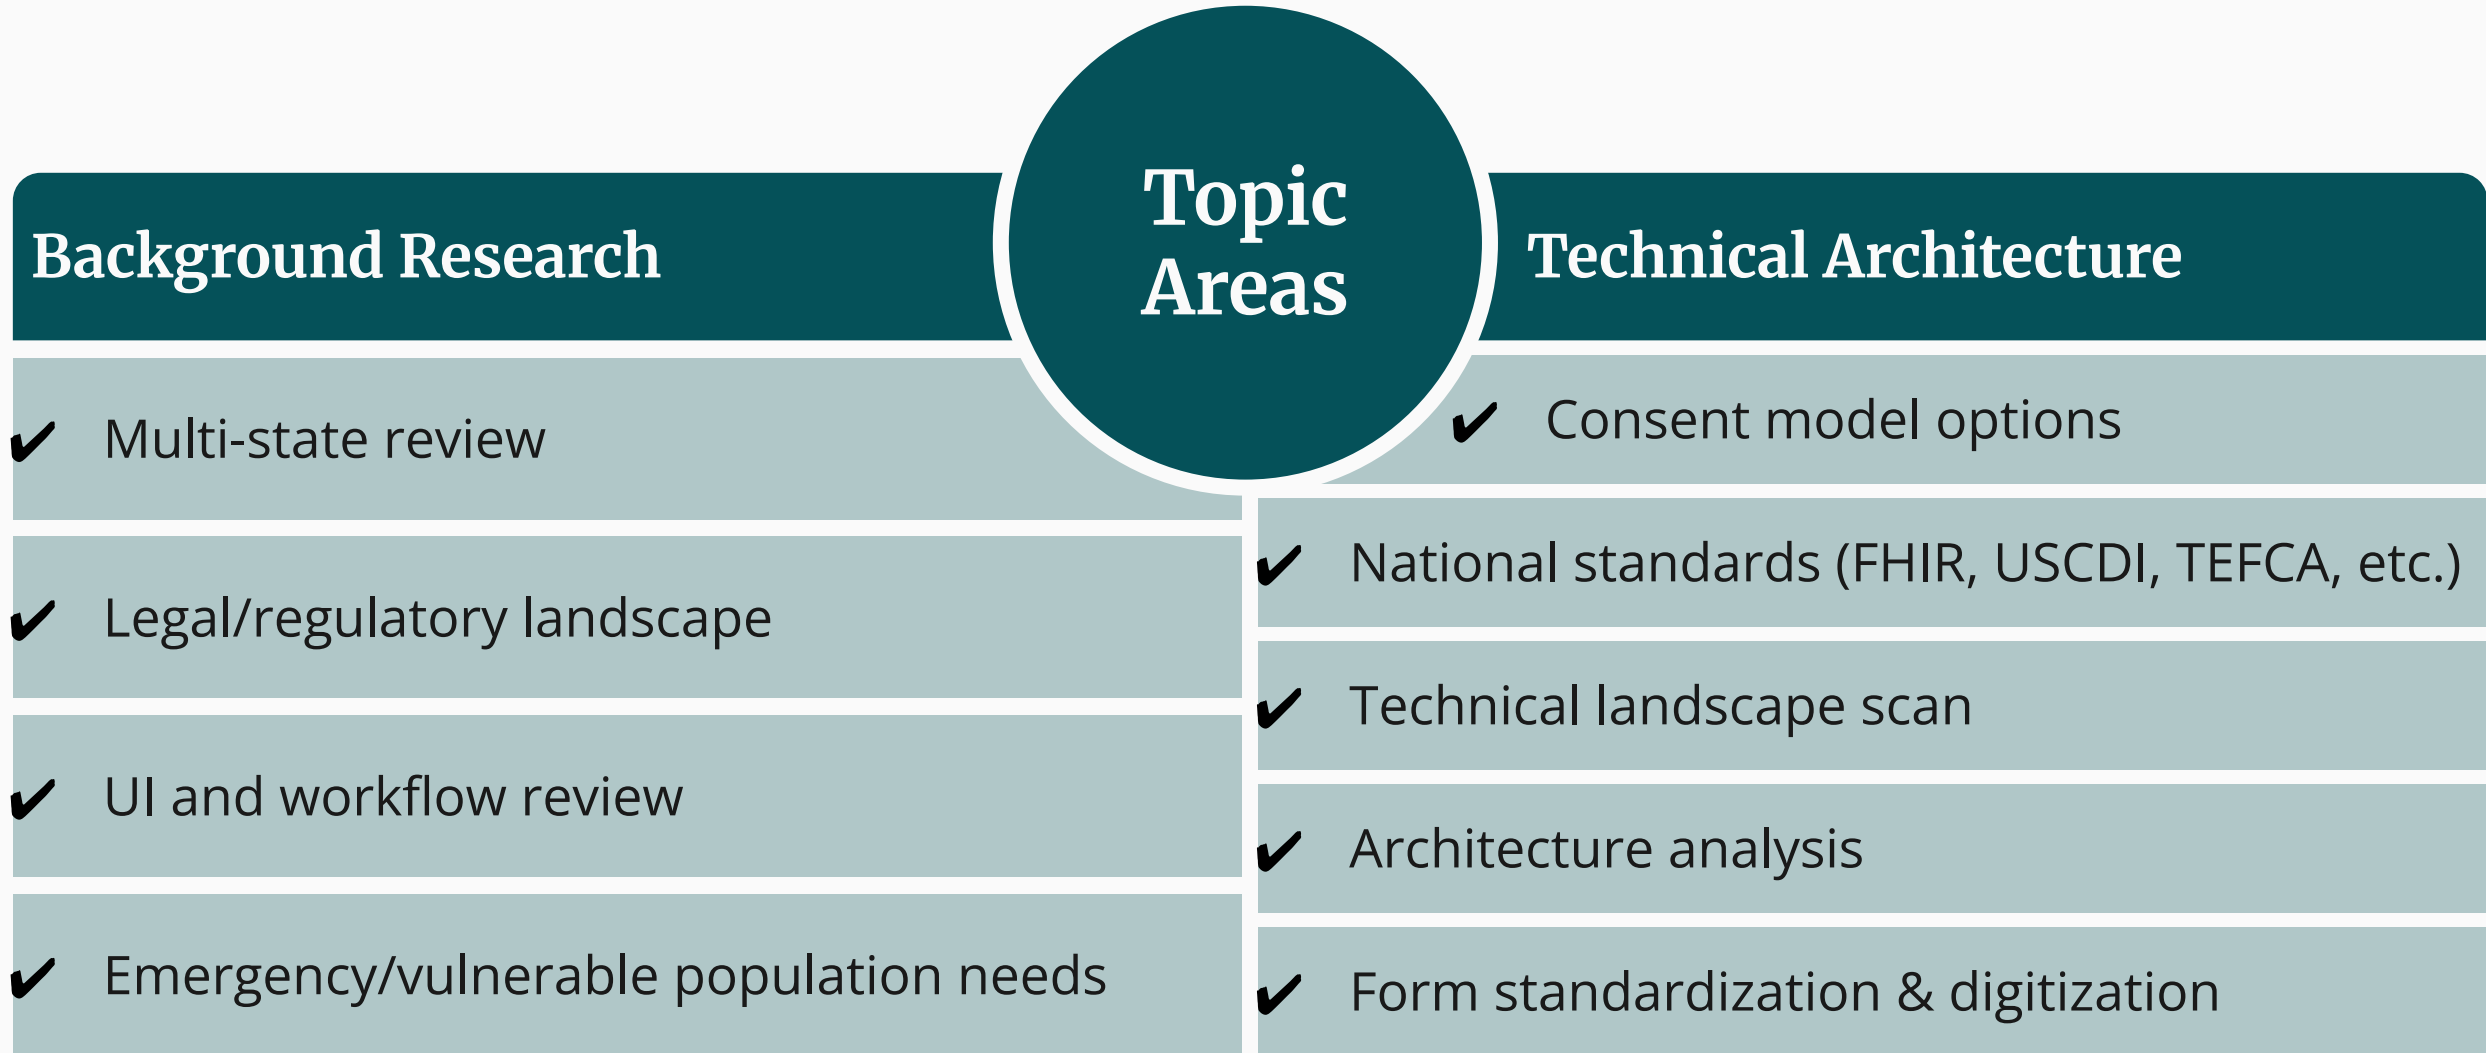 Topic
Areas
Background Research
✔ Multi-state review
✔ Legal/regulatory landscape
✔ UI and workflow review
✔ Emergency/vulnerable population needs
Technical Architecture
✔ Consent model options
✔ National standards (FHIR, USCDI, TEFCA, etc.)
✔ Technical landscape scan
✔ Architecture analysis
✔ Form standardization & digitization